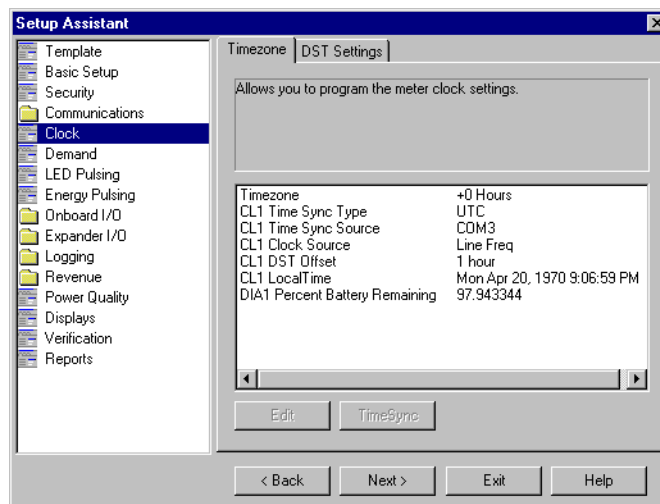 Setup Assistant
Template
Basic Setup
Security
Communications
Clock
Demand
LED Pulsing
Energy Pulsing
Onboard I/O
Expander I/O
Logging
Revenue
Power Quality
Displays
Verification
Reports
Timezone DST Settings
Allows you to program the meter clock settings.
Timezone +0 Hours
CL1 Time Sync Type UTC
CL1 Time Sync Source COM3
CL1 Clock Source Line Freq
CL1 DST Offset 1 hour
CL1 LocalTime Mon Apr 20, 1970 9:06:59 PM
DIA1 Percent Battery Remaining 97.943344
Edit TimeSync
< Back Next > Exit Help